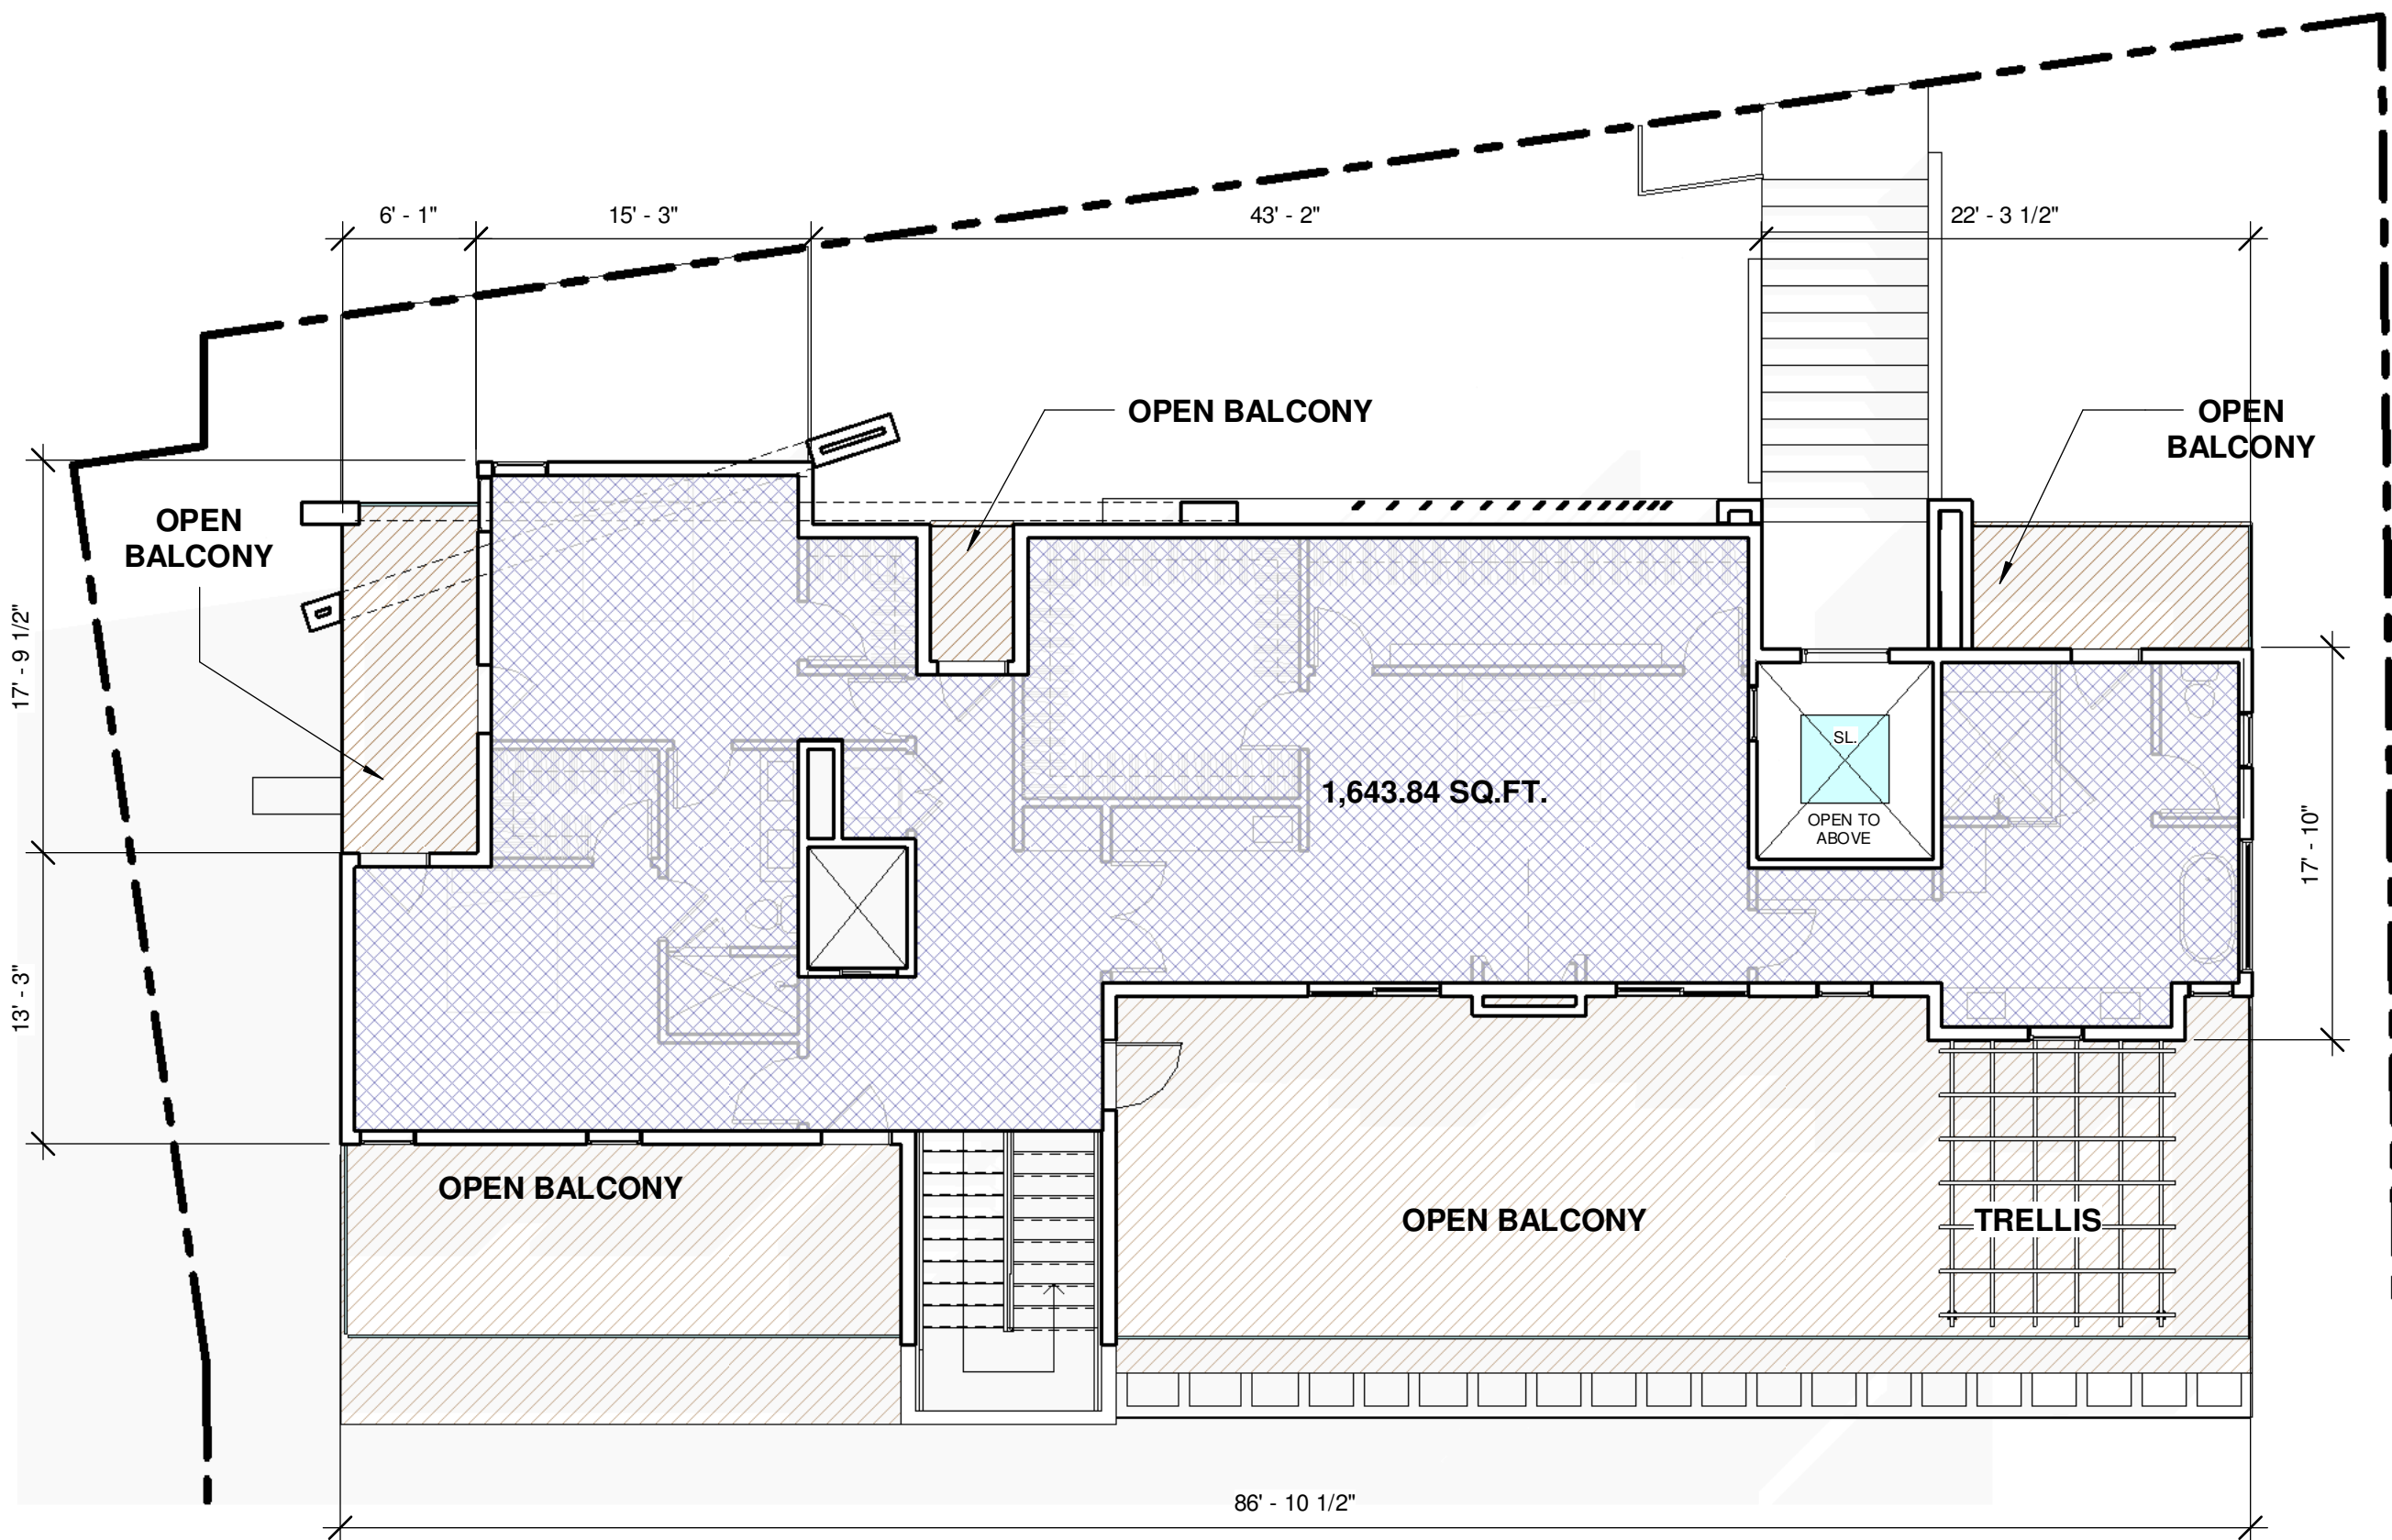 6' - 1"
15' - 3"
43' - 2"
22' - 3 1/2"
OPEN BALCONY
OPEN
BALCONY
OPEN
BALCONY
17' - 9 1/2"
SL.
1,643.84 SQ.FT.
OPEN TO
ABOVE
17' - 10"
13' - 3"
OPEN BALCONY
OPEN BALCONY
TRELLIS
86' - 10 1/2"